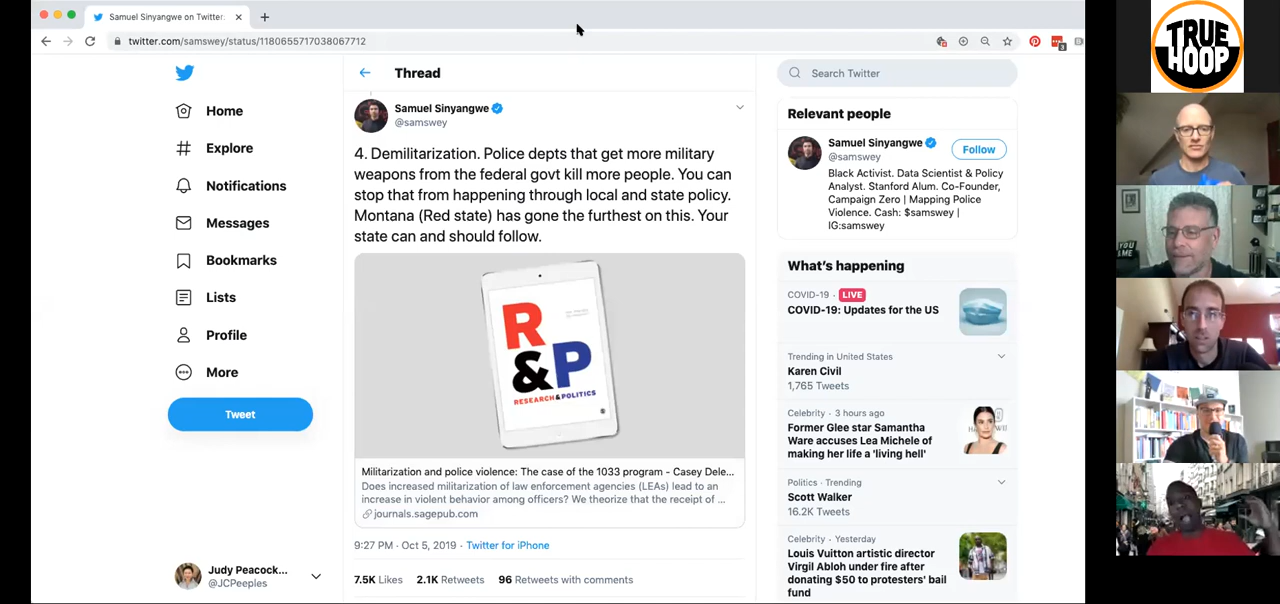 Samuel Sinyangwe on Twitter:
twitter.com/samswey/status/1180655717038067712
Home
Explore
Notifications
Messages
Bookmarks
Lists
Profile
More
Tweet
Judy Peacock...
@JCPeeples
Thread
Samuel Sinyangwe
@samswey
4. Demilitarization. Police depts that get more military
weapons from the federal govt kill more people. You can
stop that from happening through local and state policy.
Montana (Red state) has gone the furthest on this. Your
state can and should follow.
R
&P
RESEARCH & POLITICS
Militarization and police violence: The case of the 1033 program - Casey Dele...
Does increased militarization of law enforcement agencies (LEAs) lead to an
increase in violent behavior among officers? We theorize that the receipt of ...
journals.sagepub.com
9:27 PM · Oct 5, 2019 · Twitter for iPhone
7.5K Likes 2.1K Retweets 96 Retweets with comments
Search Twitter
Relevant people
Samuel Sinyangwe
@samswey
Follow
Black Activist. Data Scientist & Policy
Analyst. Stanford Alum. Co-Founder,
Campaign Zero | Mapping Police
Violence. Cash: $samswey |
IG:samswey
What's happening
COVID-19 · LIVE
COVID-19: Updates for the US
Trending in United States
Karen Civil
1,765 Tweets
Celebrity · 3 hours ago
Former Glee star Samantha
Ware accuses Lea Michele of
making her life a 'living hell'
Politics · Trending
Scott Walker
16.2K Tweets
Celebrity · Yesterday
Louis Vuitton artistic director
Virgil Abloh under fire after
donating $50 to protesters' bail
fund
TRUE
HOOP
YOU
ME